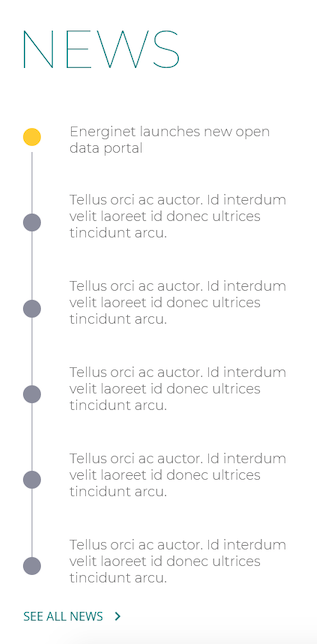 NEWS
Energinet launches new open
data portal
Tellus orci ac auctor. Id interdum
velit laoreet id donec ultrices
tincidunt arcu.
Tellus orci ac auctor. Id interdum
velit laoreet id donec ultrices
tincidunt arcu.
Tellus orci ac auctor. Id interdum
velit laoreet id donec ultrices
tincidunt arcu.
Tellus orci ac auctor. Id interdum
velit laoreet id donec ultrices
tincidunt arcu.
Tellus orci ac auctor. Id interdum
velit laoreet id donec ultrices
tincidunt arcu.
SEE ALL NEWS